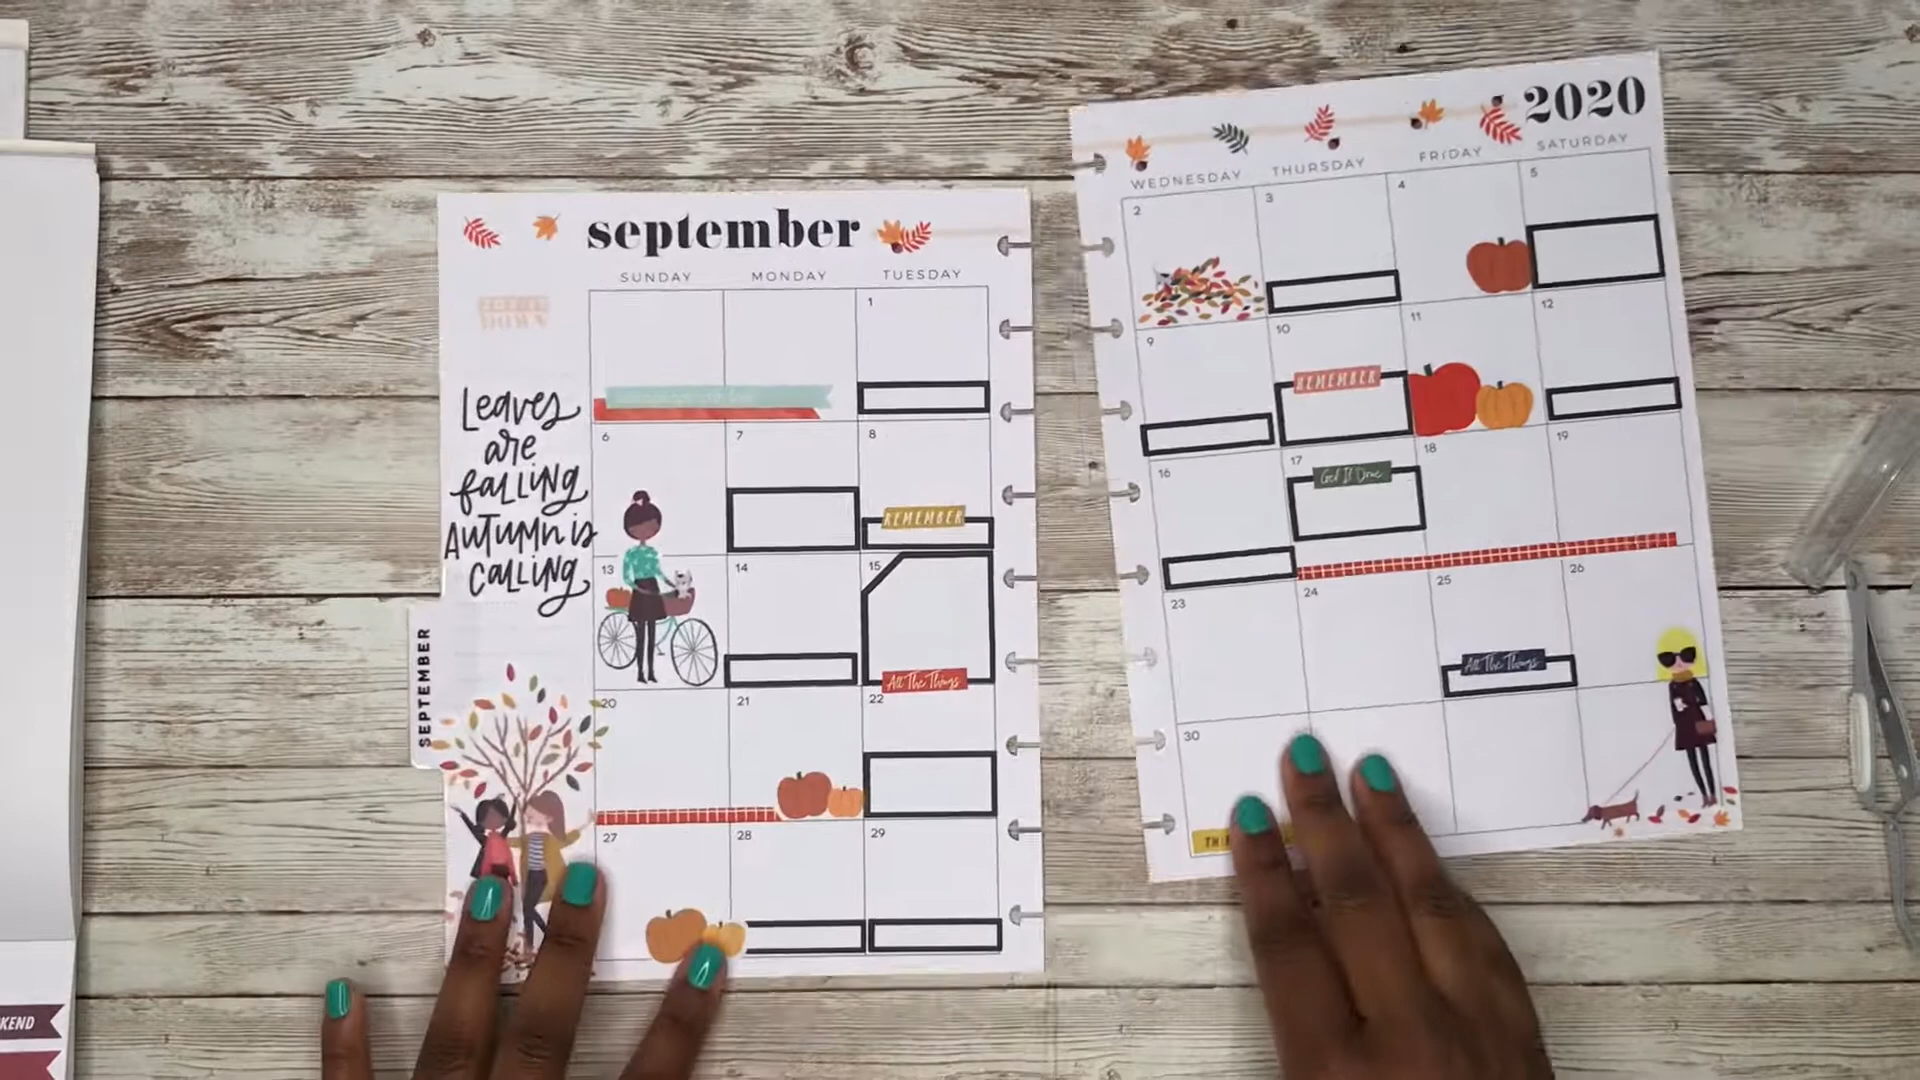 september
SUNDAY MONDAY TUESDAY
1
Leaves
are
falling
Autumn is
calling
SEPTEMBER
6 7 8
REMEMBER
13 14 15
All The Things
20 21 22
27 28 29
2020
WEDNESDAY THURSDAY FRIDAY SATURDAY
2 3 4 5
9 10 11 12
REMEMBER
16 17 18 19
Get It Done
23 24 25 26
All The Things
30
KEND